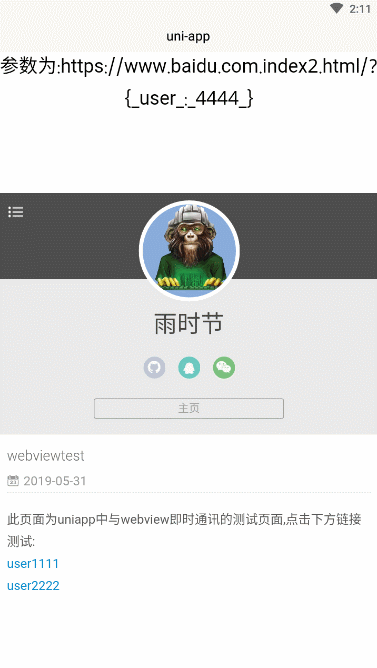 2:11
uni-app
参数为:https://www.baidu.com.index2.html/?
{_user_:_4444_}
雨时节
主页
webviewtest
2019-05-31
此页面为uniapp中与webview即时通讯的测试页面,点击下方链接
测试:
user1111
user2222